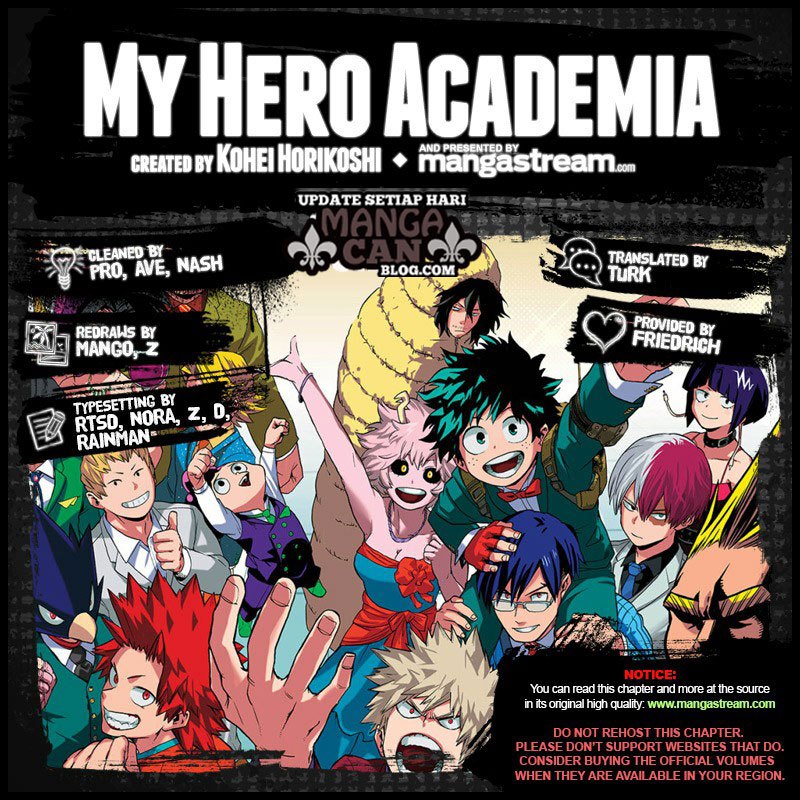 MY HERO ACADEMIA
CREATED BY KOHEI HORIKOSHI ◆ AND PRESENTED BY mangastream.com
UPDATE SETIAP HARI
MANGA
CAN
BLOG.COM
CLEANED BY
PRO, AVE, NASH
REDRAWS BY
MANGO, Z
TYPESETTING BY
RTSD, NORA, Z, D,
RAINMAN
TRANSLATED BY
TURK
PROVIDED BY
FRIEDRICH
NOTICE:
You can read this chapter and more at the source
in its original high quality: www.mangastream.com
DO NOT REHOST THIS CHAPTER.
PLEASE DON'T SUPPORT WEBSITES THAT DO.
CONSIDER BUYING THE OFFICIAL VOLUMES
WHEN THEY ARE AVAILABLE IN YOUR REGION.